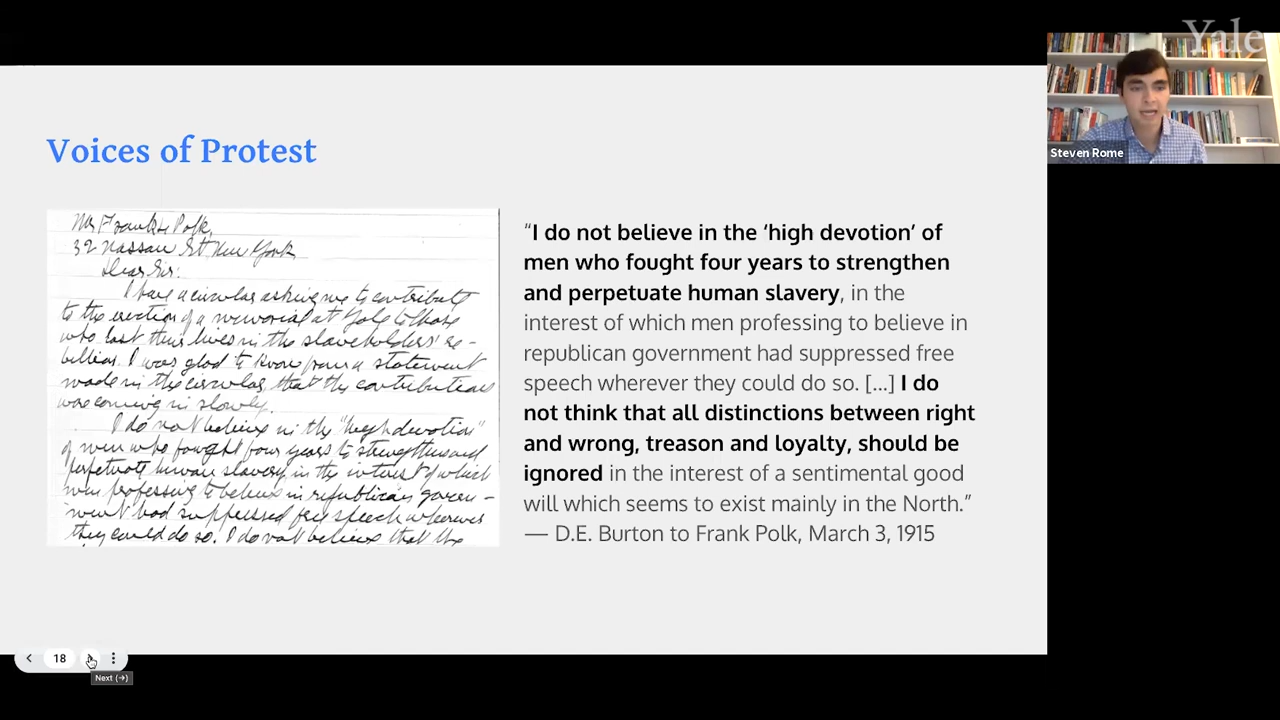 Yale
Steven Rome
Voices of Protest
Mr Frank L Polk,
32 Nassau St New York
Dear Sir:
I have a circular asking me to contribute
to the erection of a memorial at Yale to those
who lost their lives in the slaveholders' re-
bellion. I was glad to know from a statement
made in the circular that the contributions
was coming in slowly.
I do not believe in the "high devotion"
of men who fought four years to strengthen and
perpetuate human slavery, in the interest of which
men professing to believe in republican govern-
ment had suppressed free speech wherever
they could do so. I do not believe that the
“I do not believe in the ‘high devotion’ of
men who fought four years to strengthen
and perpetuate human slavery, in the
interest of which men professing to believe in
republican government had suppressed free
speech wherever they could do so. [...] I do
not think that all distinctions between right
and wrong, treason and loyalty, should be
ignored in the interest of a sentimental good
will which seems to exist mainly in the North.”
— D.E. Burton to Frank Polk, March 3, 1915
18
Next (→)